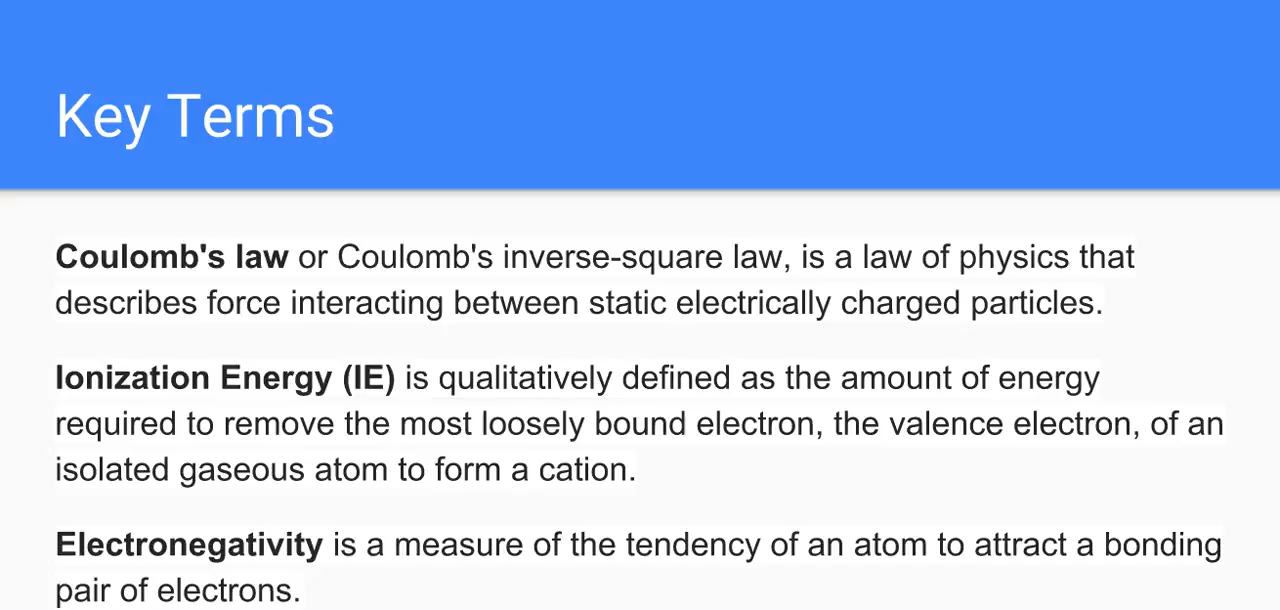 Key Terms
Coulomb's law or Coulomb's inverse-square law, is a law of physics that
describes force interacting between static electrically charged particles.
Ionization Energy (IE) is qualitatively defined as the amount of energy
required to remove the most loosely bound electron, the valence electron, of an
isolated gaseous atom to form a cation.
Electronegativity is a measure of the tendency of an atom to attract a bonding
pair of electrons.